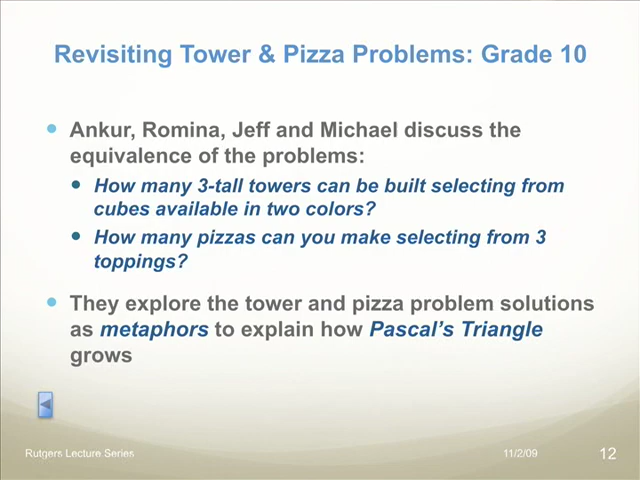 Revisiting Tower & Pizza Problems: Grade 10
Ankur, Romina, Jeff and Michael discuss the
equivalence of the problems:
How many 3-tall towers can be built selecting from
cubes available in two colors?
How many pizzas can you make selecting from 3
toppings?
They explore the tower and pizza problem solutions
as metaphors to explain how Pascal's Triangle
grows
Rutgers Lecture Series
11/2/09
12